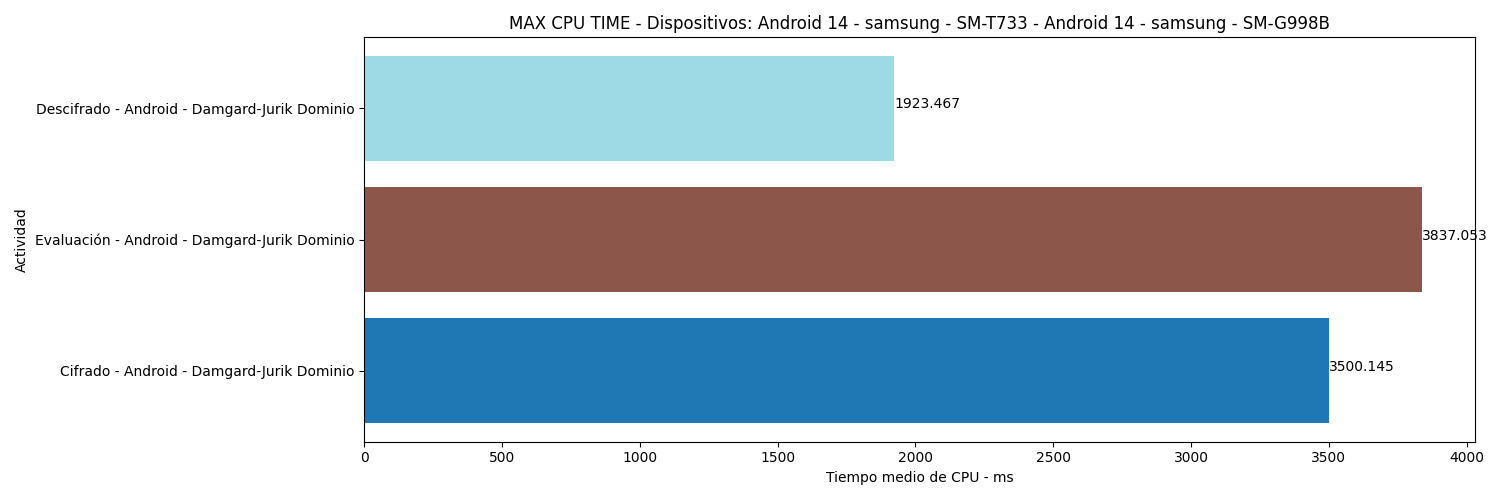 MAX CPU TIME - Dispositivos: Android 14 - samsung - SM-T733 - Android 14 - samsung - SM-G998B
Actividad
Descifrado - Android - Damgard-Jurik Dominio
1923.467
Evaluación - Android - Damgard-Jurik Dominio
3837.053
Cifrado - Android - Damgard-Jurik Dominio
3500.145
0 500 1000 1500 2000 2500 3000 3500 4000
Tiempo medio de CPU - ms